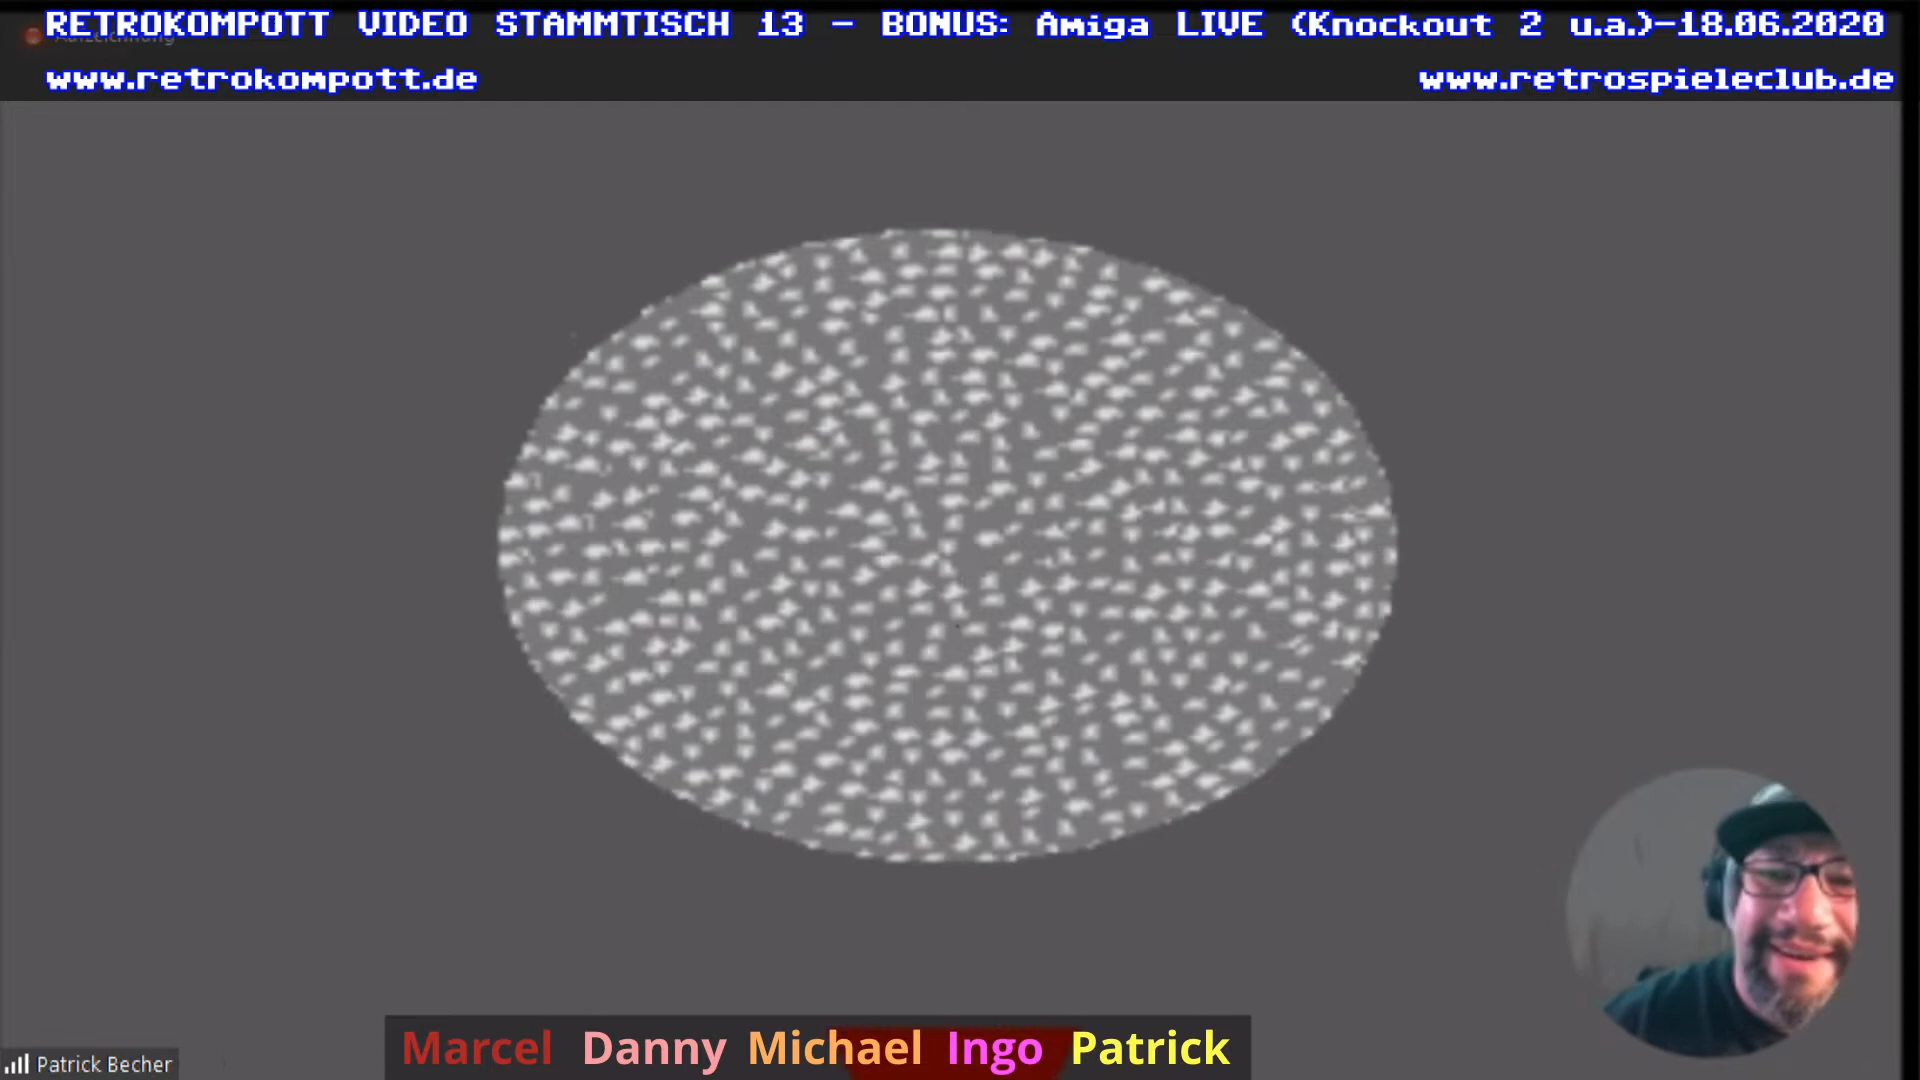 RETROKOMPOTT VIDEO STAMMTISCH 13 - BONUS: Amiga LIVE (Knockout 2 u.a.)-18.06.2020
Aufzeichnung
www.retrokompott.de
www.retrospieleclub.de
Marcel Danny Michael Ingo Patrick
Patrick Becher